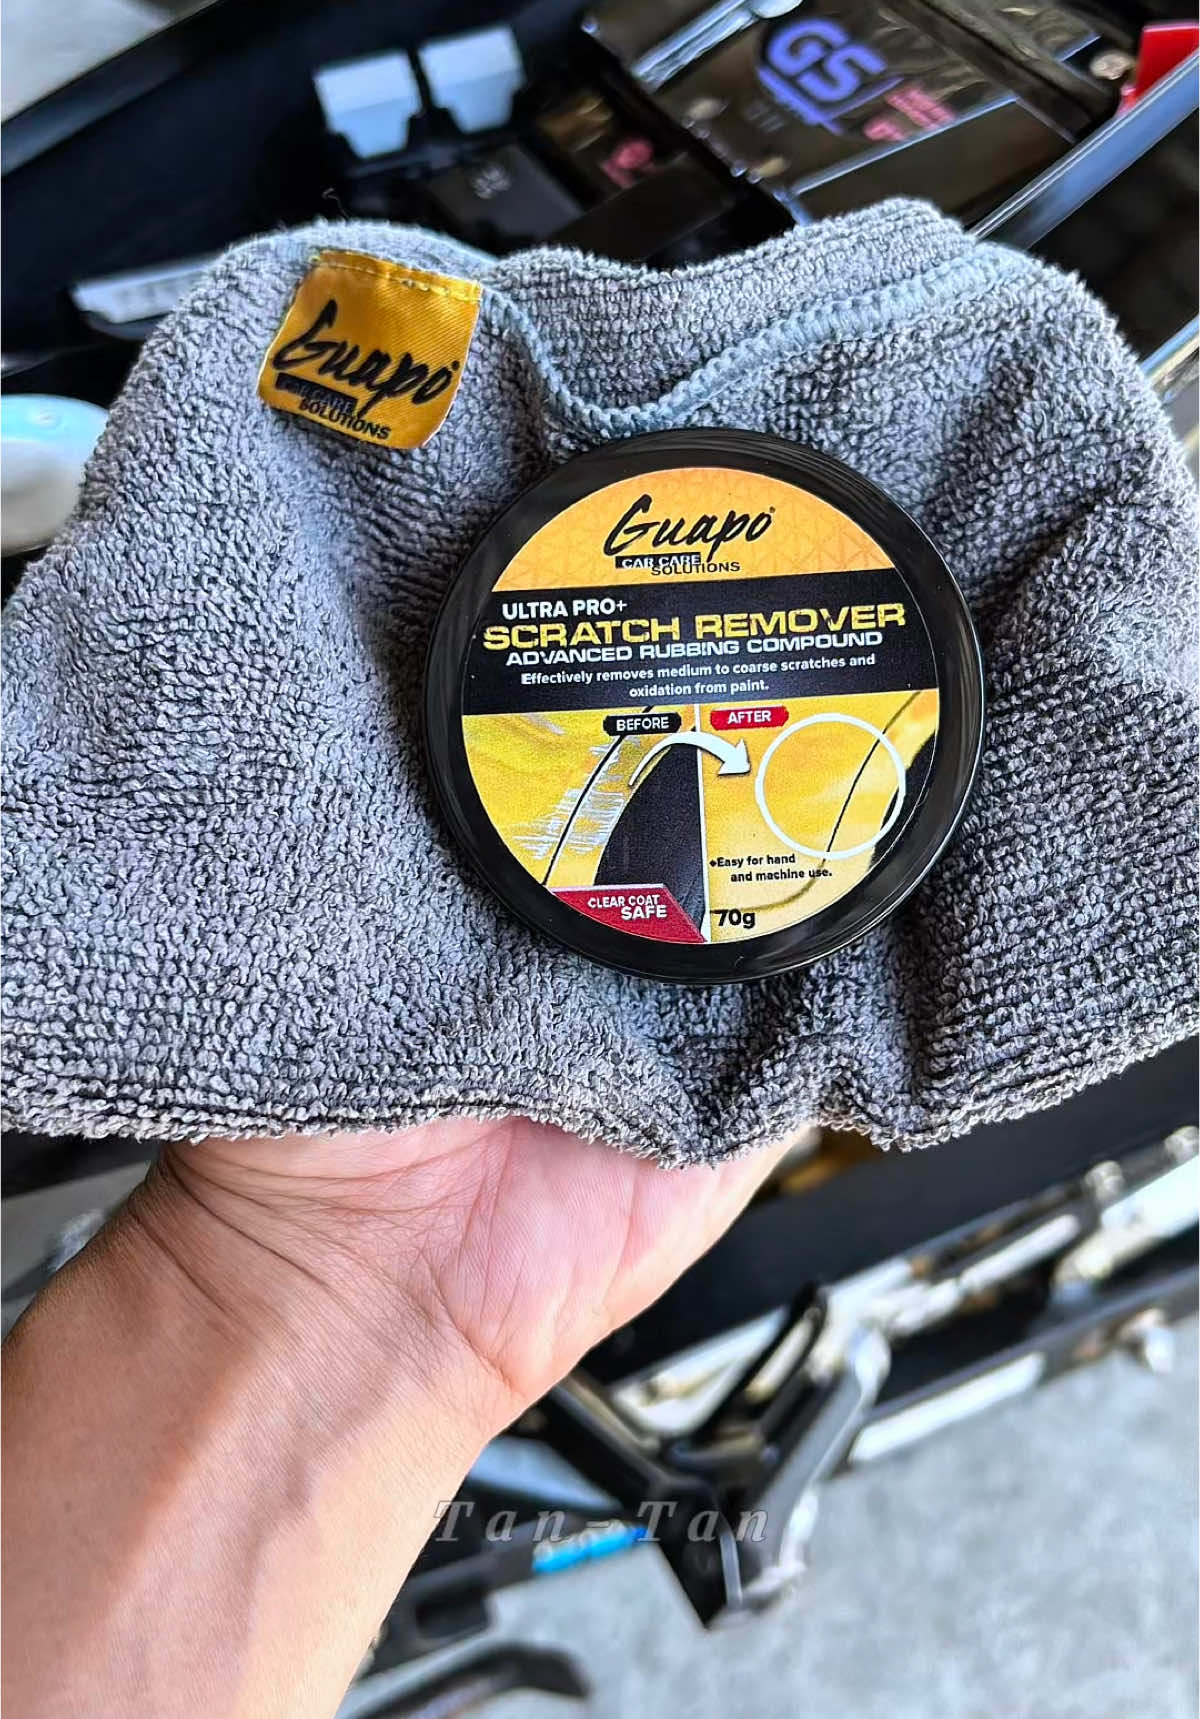 GS
Guapo
CAR CARE
SOLUTIONS
Guapo
CAR CARE
SOLUTIONS
ULTRA PRO+
SCRATCH REMOVER
ADVANCED RUBBING COMPOUND
Effectively removes medium to coarse scratches and
oxidation from paint.
BEFORE
AFTER
Easy for hand
and machine use.
CLEAR COAT
SAFE
70g
Tan-Tan